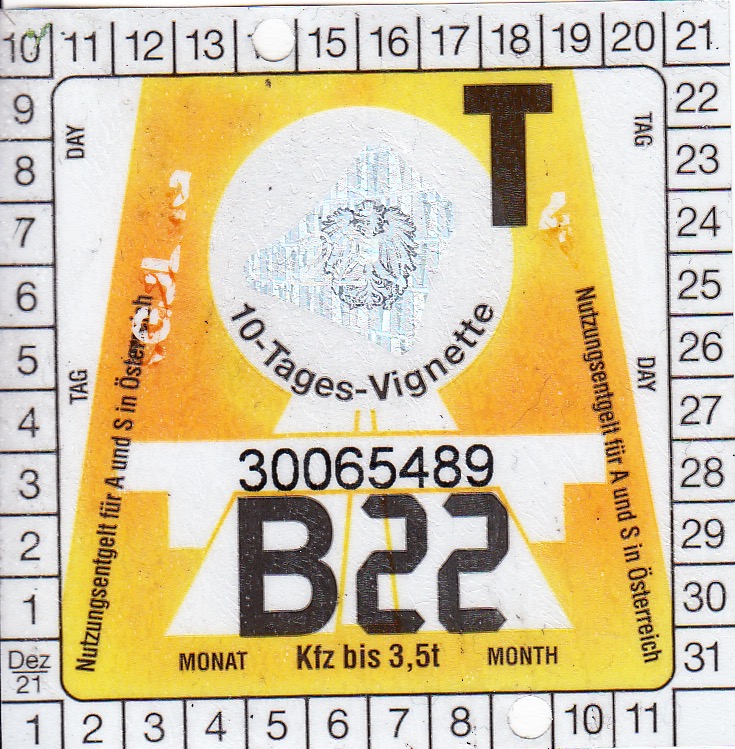 10 11 12 13 15 16 17 18 19 20 21
9 22
8 23
7 24
6 25
5 26
4 27
3 28
2 29
1 30
Dez
21
31
1 2 3 4 5 6 7 8 10 11
DAY
TAG
TAG
DAY
T
10-Tages-Vignette
Nutzungsentgelt für A und S in Österreich
Nutzungsentgelt für A und S in Österreich
30065489
B22
MONAT Kfz bis 3,5t MONTH